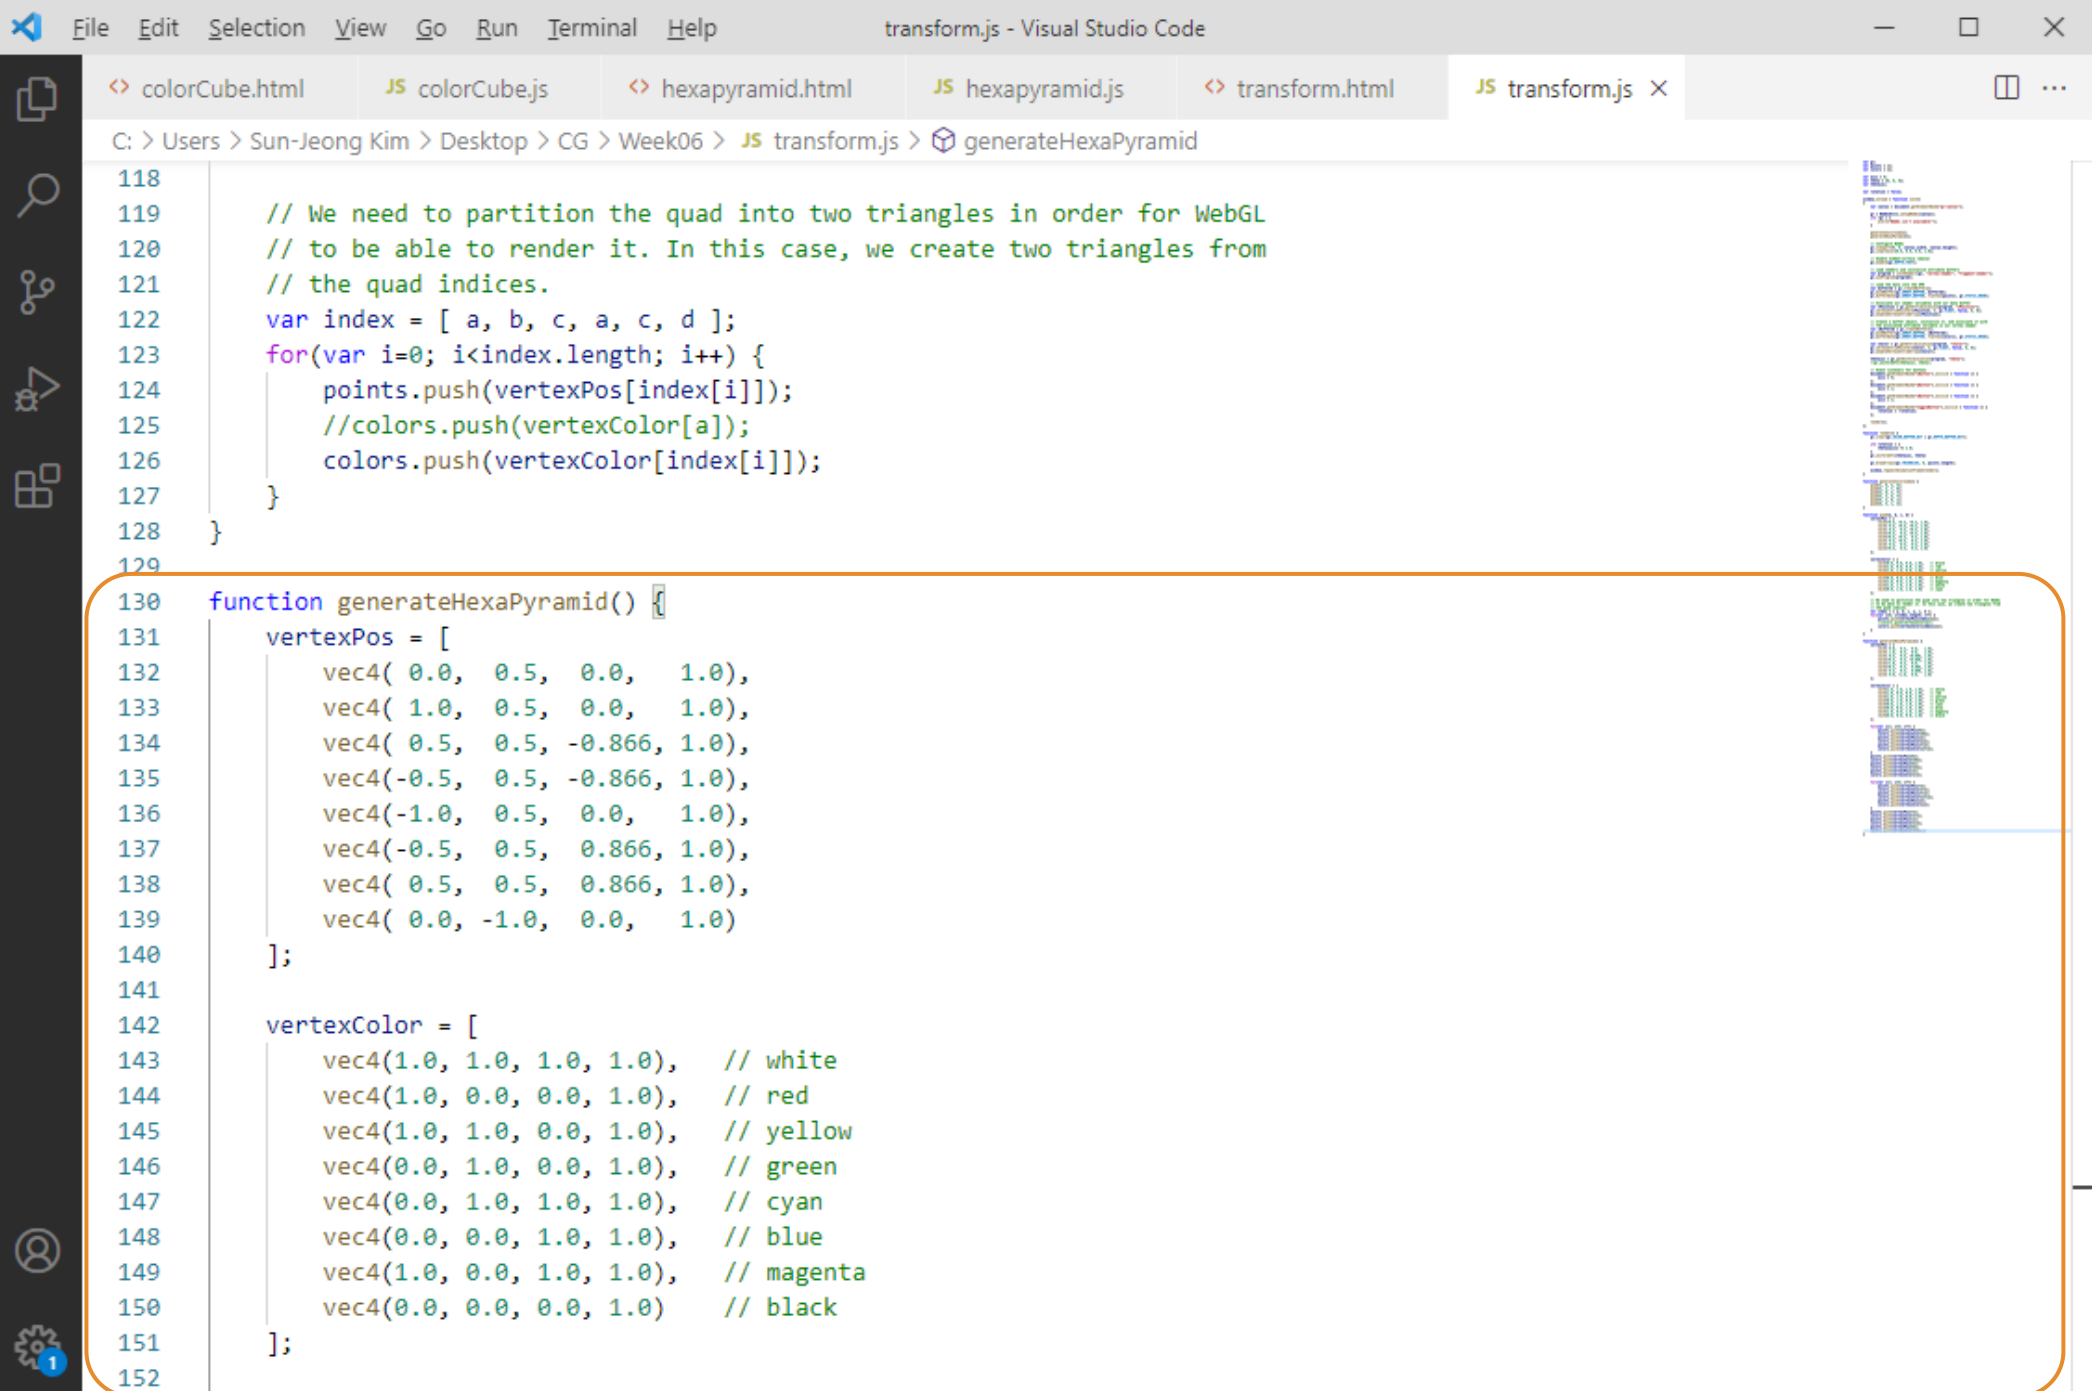 File Edit Selection View Go Run Terminal Help transform.js - Visual Studio Code
<> colorCube.html JS colorCube.js <> hexapyramid.html JS hexapyramid.js <> transform.html JS transform.js
C: > Users > Sun-Jeong Kim > Desktop > CG > Week06 > JS transform.js > generateHexaPyramid
118
119 // We need to partition the quad into two triangles in order for WebGL
120 // to be able to render it. In this case, we create two triangles from
121 // the quad indices.
122 var index = [ a, b, c, a, c, d ];
123 for(var i=0; i<index.length; i++) {
124 points.push(vertexPos[index[i]]);
125 //colors.push(vertexColor[a]);
126 colors.push(vertexColor[index[i]]);
127 }
128 }
129
130 function generateHexaPyramid() {
131 vertexPos = [
132 vec4( 0.0, 0.5, 0.0, 1.0),
133 vec4( 1.0, 0.5, 0.0, 1.0),
134 vec4( 0.5, 0.5, -0.866, 1.0),
135 vec4(-0.5, 0.5, -0.866, 1.0),
136 vec4(-1.0, 0.5, 0.0, 1.0),
137 vec4(-0.5, 0.5, 0.866, 1.0),
138 vec4( 0.5, 0.5, 0.866, 1.0),
139 vec4( 0.0, -1.0, 0.0, 1.0)
140 ];
141
142 vertexColor = [
143 vec4(1.0, 1.0, 1.0, 1.0), // white
144 vec4(1.0, 0.0, 0.0, 1.0), // red
145 vec4(1.0, 1.0, 0.0, 1.0), // yellow
146 vec4(0.0, 1.0, 0.0, 1.0), // green
147 vec4(0.0, 1.0, 1.0, 1.0), // cyan
148 vec4(0.0, 0.0, 1.0, 1.0), // blue
149 vec4(1.0, 0.0, 1.0, 1.0), // magenta
150 vec4(0.0, 0.0, 0.0, 1.0) // black
151 ];
152
1